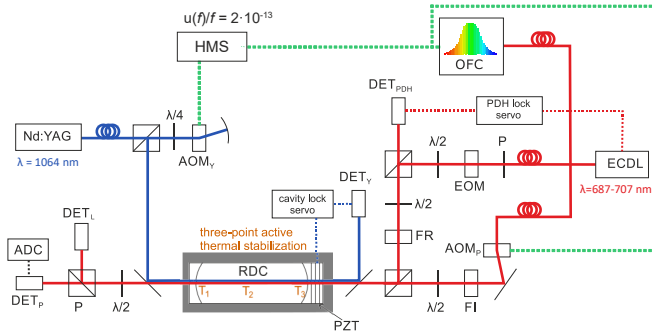 u(f)/f = 2·10⁻¹³
HMS
OFC
DET_PDH
PDH lock
servo
λ/4
Nd:YAG
AOM_Y
λ = 1064 nm
λ/2
P
EOM
ECDL
λ=687-707 nm
DET_Y
cavity lock
servo
λ/2
DET_L
three-point active
thermal stabilization
FR
AOM_P
ADC
RDC
T₁
T₂
T₃
DET_P
P
λ/2
PZT
λ/2
FI